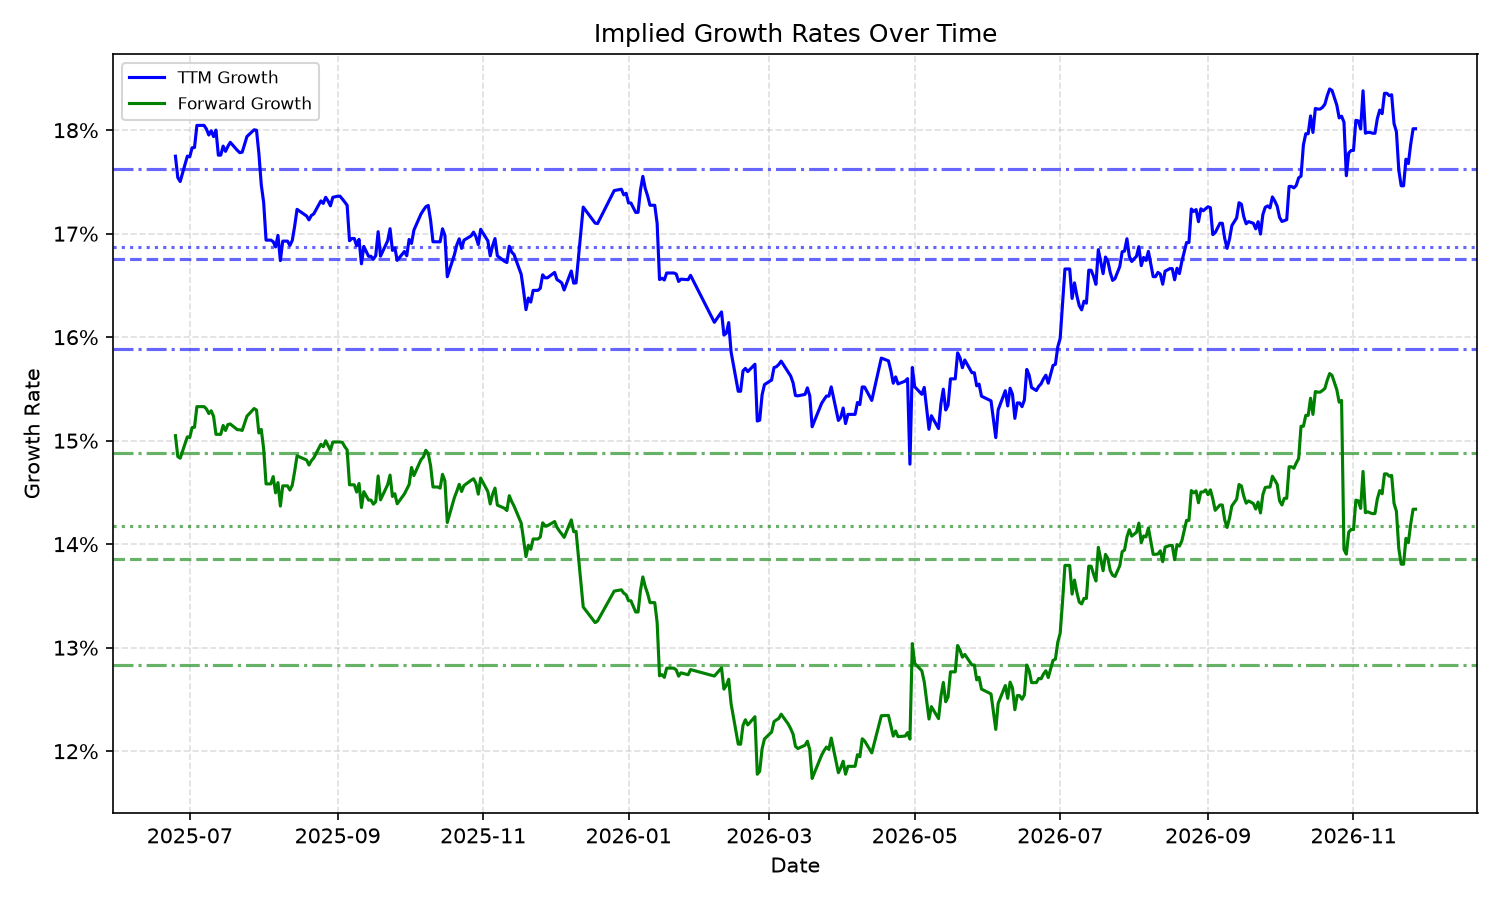 Implied Growth Rates Over Time
TTM Growth
Forward Growth
18%
17%
16%
15%
14%
13%
12%
Growth Rate
2025-07 2025-09 2025-11 2026-01 2026-03 2026-05 2026-07 2026-09 2026-11
Date